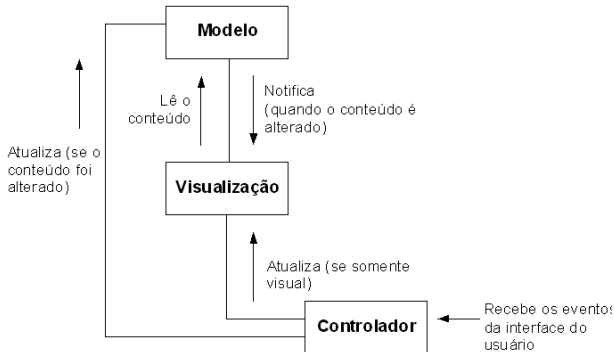 Modelo
Lê o
conteúdo
Notifica
(quando o conteúdo é
alterado)
Atualiza (se o
conteúdo foi
alterado)
Visualização
Atualiza (se somente
visual)
Controlador
Recebe os eventos
da interface do
usuário